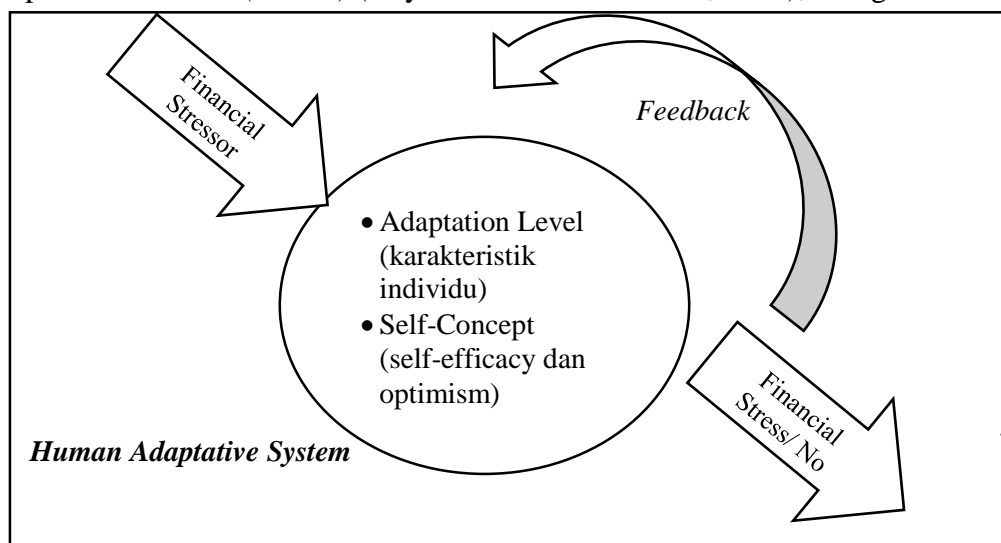 Financial
Stressor
Feedback
• Adaptation Level
(karakteristik
individu)
• Self-Concept
(self-efficacy dan
optimism)
Financial
Stress/ No
Human Adaptative System